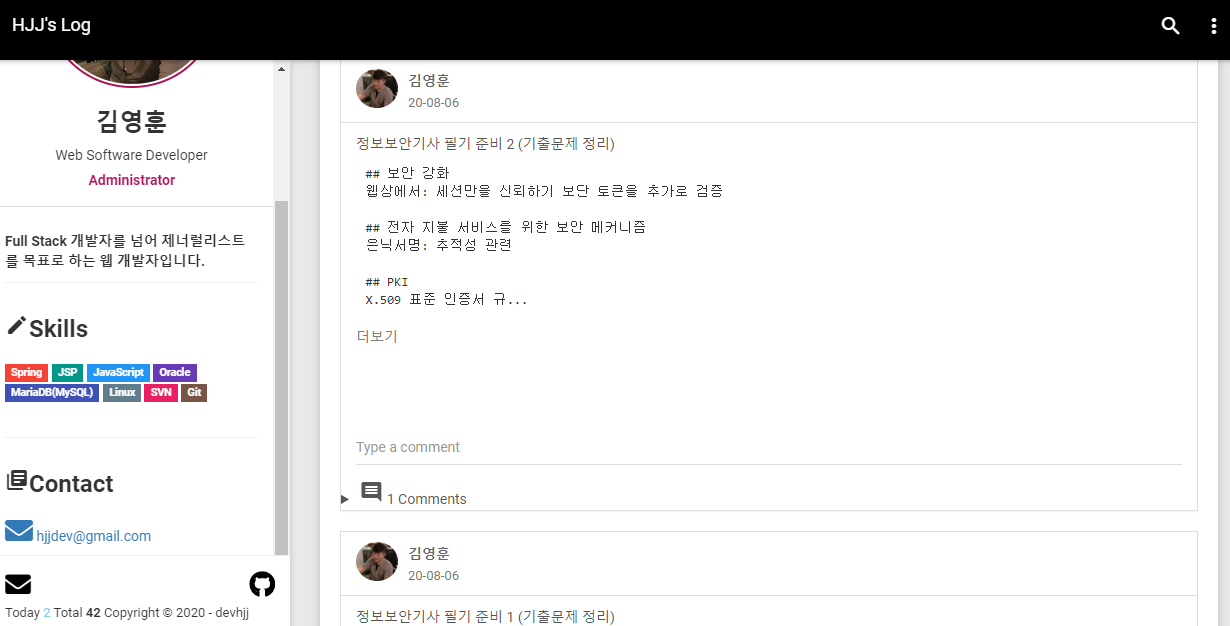 HJJ's Log
김영훈
Web Software Developer
Administrator
Full Stack 개발자를 넘어 제너럴리스트
를 목표로 하는 웹 개발자입니다.
Skills
Spring JSP JavaScript Oracle
MariaDB(MySQL) Linux SVN Git
Contact
hjjdev@gmail.com
Today 2 Total 42 Copyright © 2020 - devhjj
김영훈
20-08-06
정보보안기사 필기 준비 2 (기출문제 정리)
## 보안 강화
웹상에서: 세션만을 신뢰하기 보단 토큰을 추가로 검증
## 전자 지불 서비스를 위한 보안 메커니즘
은닉서명: 추적성 관련
## PKI
X.509 표준 인증서 규...
더보기
Type a comment
1 Comments
김영훈
20-08-06
정보보안기사 필기 준비 1 (기출문제 정리)